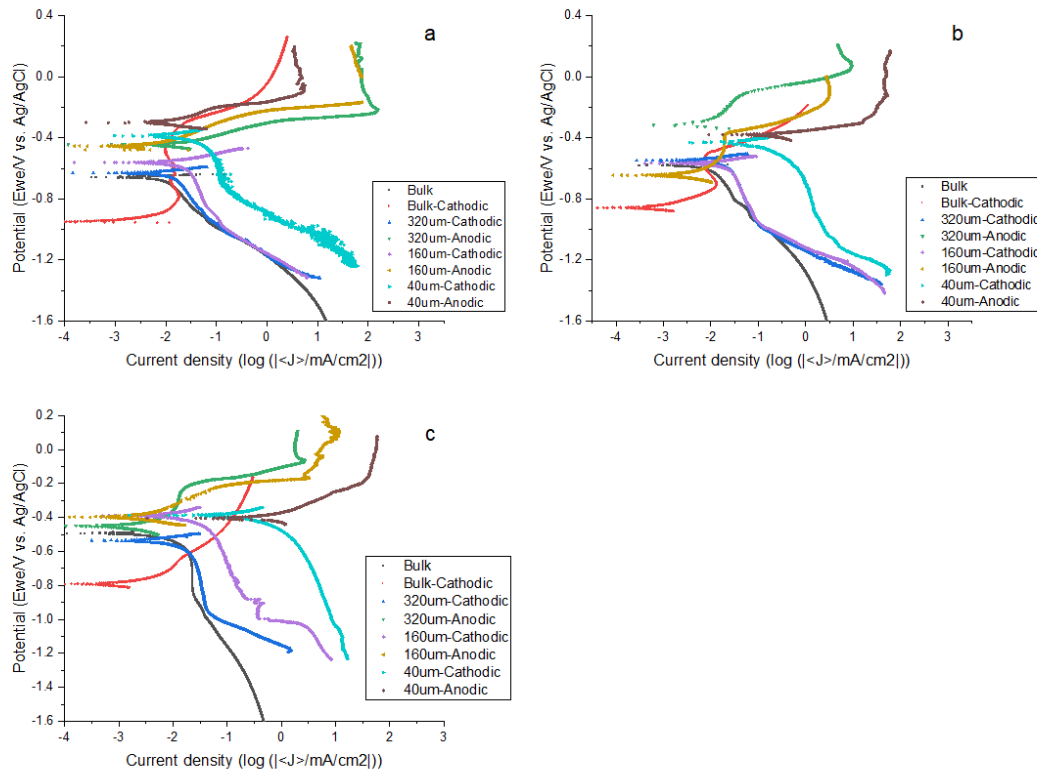 a
0.4
0.0
-0.4
-0.8
-1.2
-1.6
Potential (Ewe/V vs. Ag/AgCl)
-4
-3
-2
-1
0
1
2
3
Current density (log (|<J>/mA/cm2|))
Bulk
Bulk-Cathodic
320um-Cathodic
320um-Anodic
160um-Cathodic
160um-Anodic
40um-Cathodic
40um-Anodic
b
0.4
0.0
-0.4
-0.8
-1.2
-1.6
Potential (Ewe/V vs. Ag/AgCl)
-4
-3
-2
-1
0
1
2
3
Current density (log (|<J>/mA/cm2|))
Bulk
Bulk-Cathodic
320um-Cathodic
320um-Anodic
160um-Cathodic
160um-Anodic
40um-Cathodic
40um-Anodic
c
0.2
0.0
-0.2
-0.4
-0.6
-0.8
-1.0
-1.2
-1.4
-1.6
Potential (Ewe/V vs. Ag/AgCl)
-4
-3
-2
-1
0
1
2
3
Current density (log (|<J>/mA/cm2|))
Bulk
Bulk-Cathodic
320um-Cathodic
320um-Anodic
160um-Cathodic
160um-Anodic
40um-Cathodic
40um-Anodic